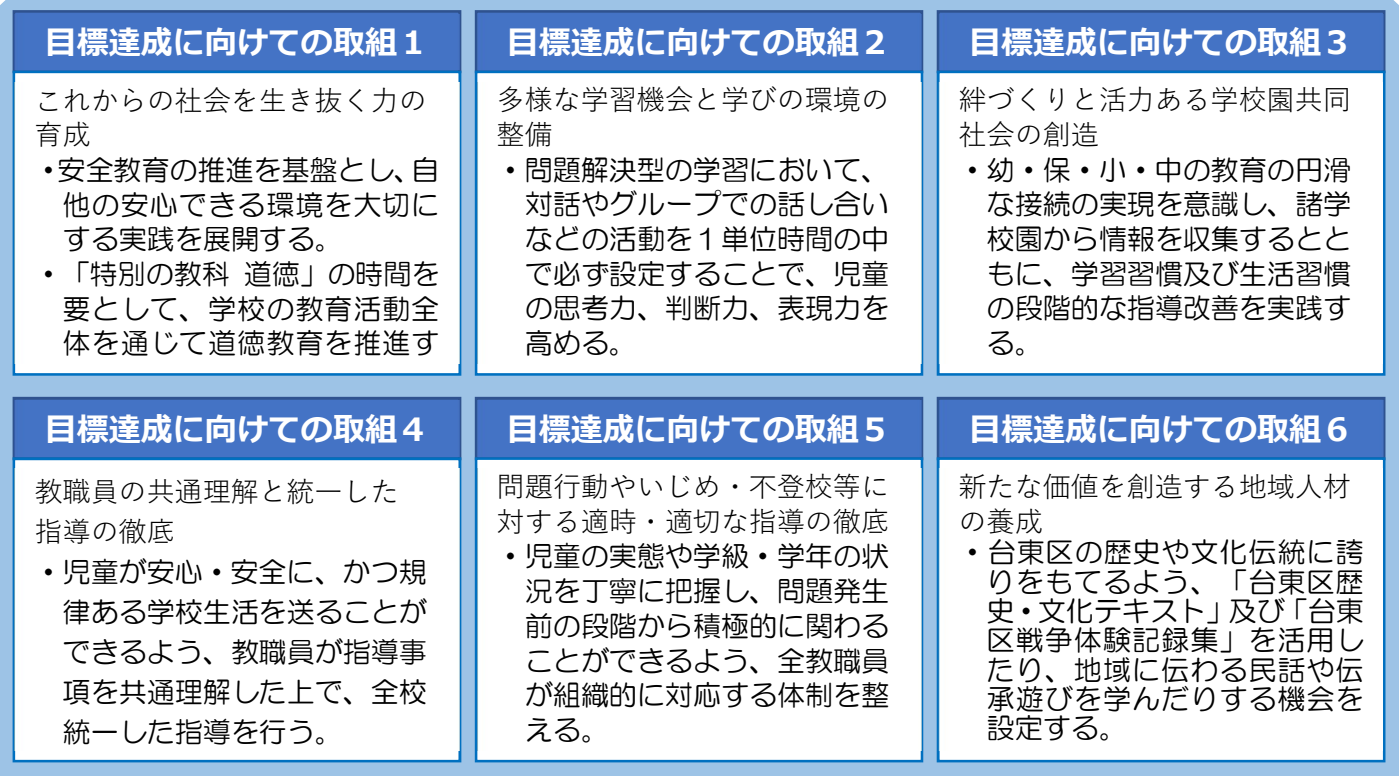 目標達成に向けての取組１
これからの社会を生き抜く力の
育成
・安全教育の推進を基盤とし、自
他の安心できる環境を大切に
する実践を展開する。
・「特別の教科 道徳」の時間を
要として、学校の教育活動全
体を通じて道徳教育を推進す
目標達成に向けての取組２
多様な学習機会と学びの環境の
整備
・問題解決型の学習において、
対話やグループでの話し合い
などの活動を１単位時間の中
で必ず設定することで、児童
の思考力、判断力、表現力を
高める。
目標達成に向けての取組３
絆づくりと活力ある学校園共同
社会の創造
・幼・保・小・中の教育の円滑
な接続の実現を意識し、諸学
校園から情報を収集するとと
もに、学習習慣及び生活習慣
の段階的な指導改善を実践す
る。
目標達成に向けての取組４
教職員の共通理解と統一した
指導の徹底
・児童が安心・安全に、かつ規
律ある学校生活を送ることが
できるよう、教職員が指導事
項を共通理解した上で、全校
統一した指導を行う。
目標達成に向けての取組５
問題行動やいじめ・不登校等に
対する適時・適切な指導の徹底
・児童の実態や学級・学年の状
況を丁寧に把握し、問題発生
前の段階から積極的に関わる
ことができるよう、全教職員
が組織的に対応する体制を整
える。
目標達成に向けての取組６
新たな価値を創造する地域人材
の養成
・台東区の歴史や文化伝統に誇
りをもてるよう、「台東区歴
史・文化テキスト」及び「台東
区戦争体験記録集」を活用し
たり、地域に伝わる民話や伝
承遊びを学んだりする機会を
設定する。